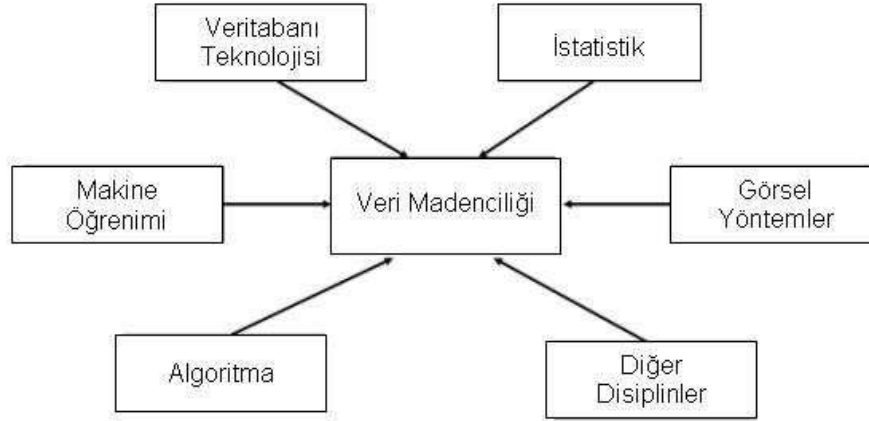 Veritabanı
Teknolojisi
İstatistik
Makine
Öğrenimi
Veri Madenciliği
Görsel
Yöntemler
Algoritma
Diğer
Disiplinler